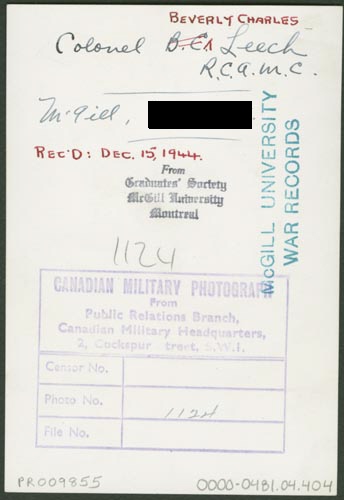 BEVERLY CHARLES
Colonel B.C. Leech
R.C.A.M.C.
McGill,
REC'D: DEC. 15, 1944.
From
Graduates' Society
McGill University
Montreal
McGILL UNIVERSITY
WAR RECORDS
1124
CANADIAN MILITARY PHOTOGRAPH
From
Public Relations Branch,
Canadian Military Headquarters,
2, Cockspur treet, S.W.1.
Censor No.
Photo No. 1124
File No.
PR009855
0000-0481.04.404